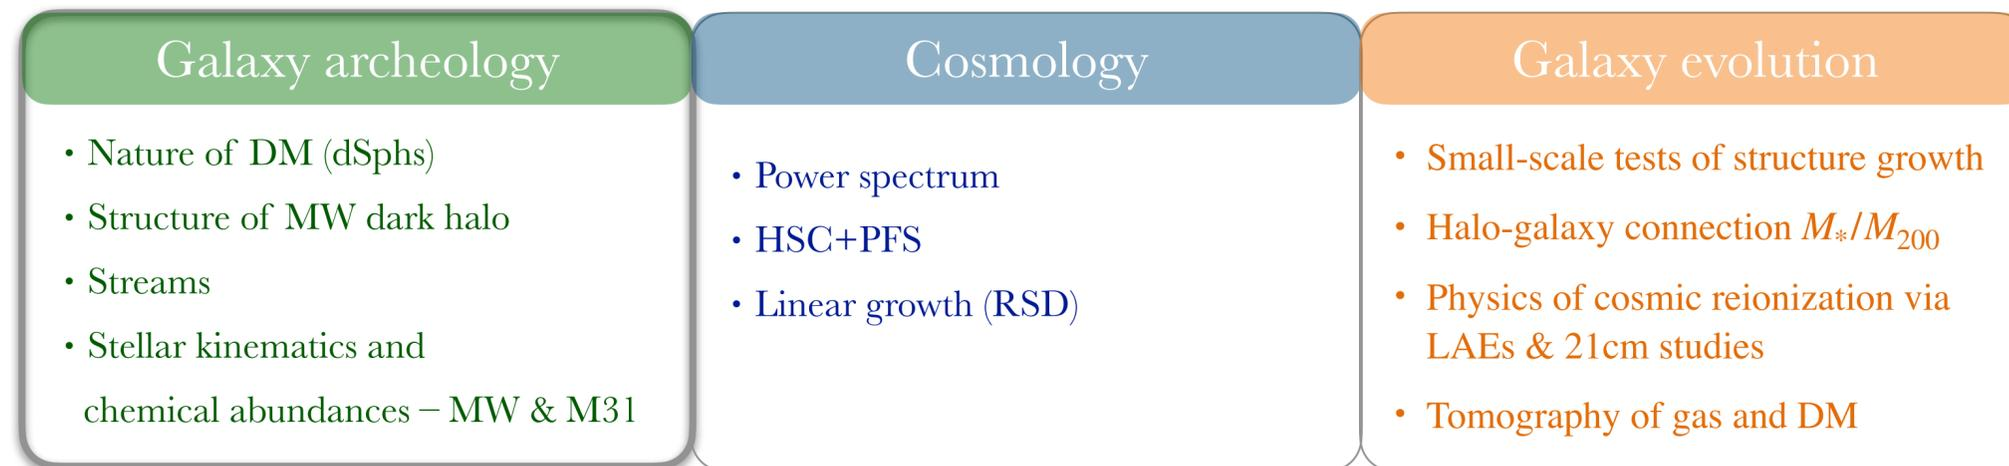 Galaxy archeology
• Nature of DM (dSphs)
• Structure of MW dark halo
• Streams
• Stellar kinematics and
chemical abundances – MW & M31
Cosmology
• Power spectrum
• HSC+PFS
• Linear growth (RSD)
Galaxy evolution
• Small-scale tests of structure growth
• Halo-galaxy connection M*/M200
• Physics of cosmic reionization via
LAEs & 21cm studies
• Tomography of gas and DM